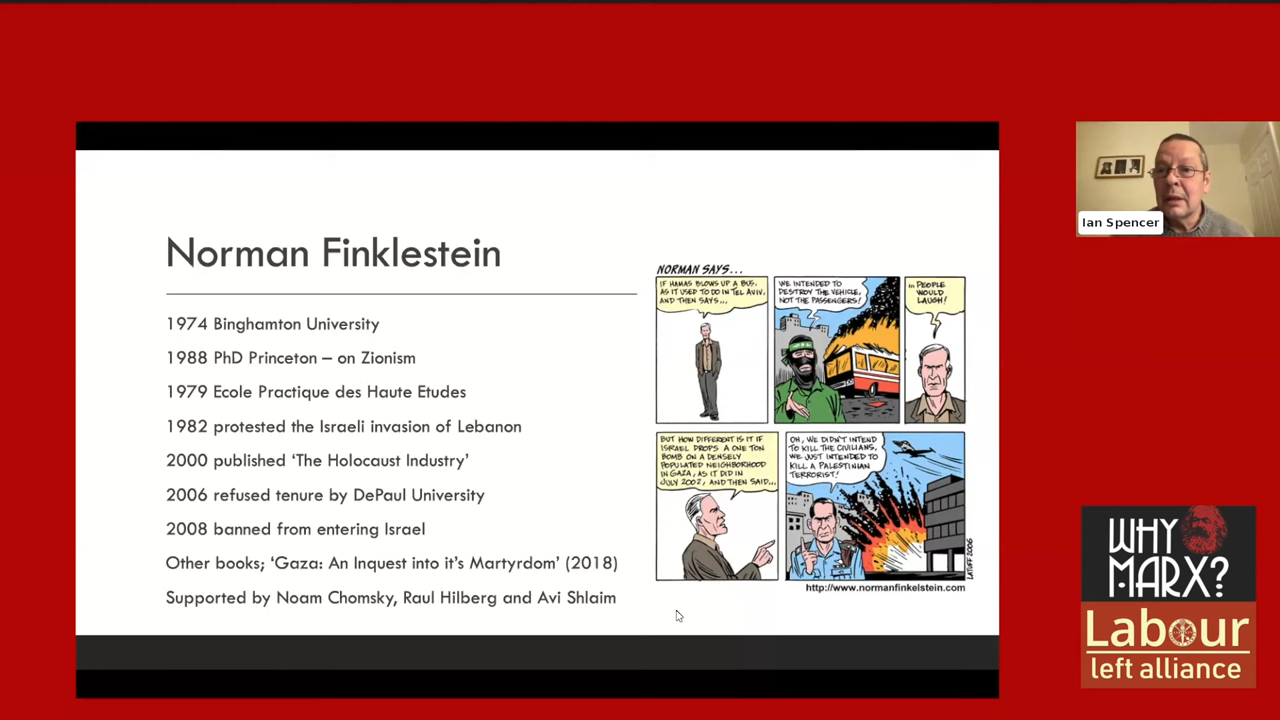 Norman Finklestein
1974 Binghamton University
1988 PhD Princeton – on Zionism
1979 Ecole Practique des Haute Etudes
1982 protested the Israeli invasion of Lebanon
2000 published ‘The Holocaust Industry’
2006 refused tenure by DePaul University
2008 banned from entering Israel
Other books; ‘Gaza: An Inquest into it’s Martyrdom’ (2018)
Supported by Noam Chomsky, Raul Hilberg and Avi Shlaim
NORMAN SAYS...
IF HAMAS BLOWS UP A BUS,
AS IT USED TO DO IN TEL AVIV,
AND THEN SAYS...
WE INTENDED TO
DESTROY THE VEHICLE,
NOT THE PASSENGERS!
... PEOPLE
WOULD
LAUGH!
BUT HOW DIFFERENT IS IT IF
ISRAEL DROPS A ONE TON
BOMB ON A DENSELY
POPULATED NEIGHBORHOOD
IN GAZA, AS IT DID IN
JULY 2002, AND THEN SAID...
OH, WE DIDN'T INTEND
TO KILL THE CIVILIANS,
WE JUST INTENDED TO
KILL A PALESTINIAN
TERRORIST!
LATUFF 2006
http://www.normanfinkelstein.com
Ian Spencer
WHY
MARX?
Labour
left alliance